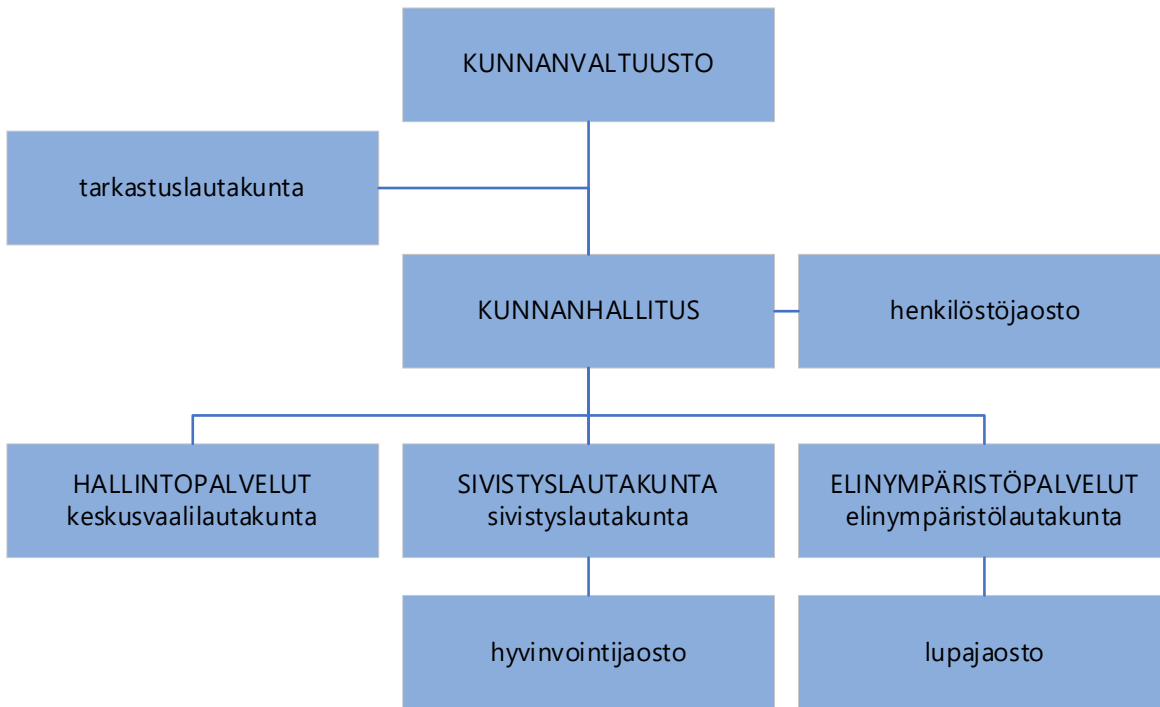 KUNNANVALTUUSTO
tarkastuslautakunta
KUNNANHALLITUS
henkilöstöjaosto
HALLINTOPALVELUT
keskusvaalilautakunta
SIVISTYSLAUTAKUNTA
sivistyslautakunta
ELINYMPÄRISTÖPALVELUT
elinympäristölautakunta
hyvinvointijaosto
lupajaosto